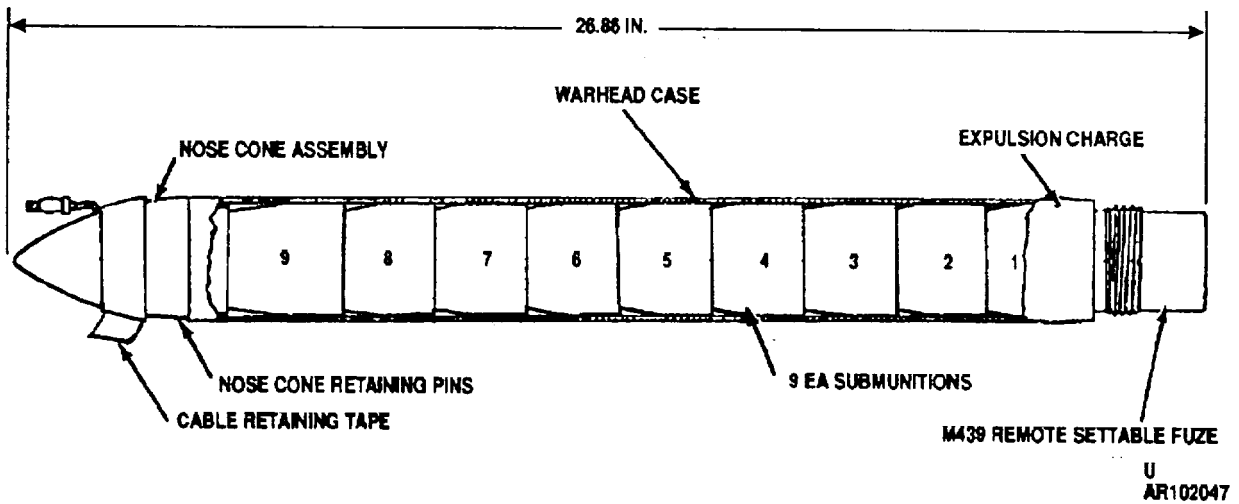 26.86 IN.
WARHEAD CASE
EXPULSION CHARGE
NOSE CONE ASSEMBLY
9 8 7 6 5 4 3 2 1
NOSE CONE RETAINING PINS
9 EA SUBMUNITIONS
CABLE RETAINING TAPE
M439 REMOTE SETTABLE FUZE
U
AR102047